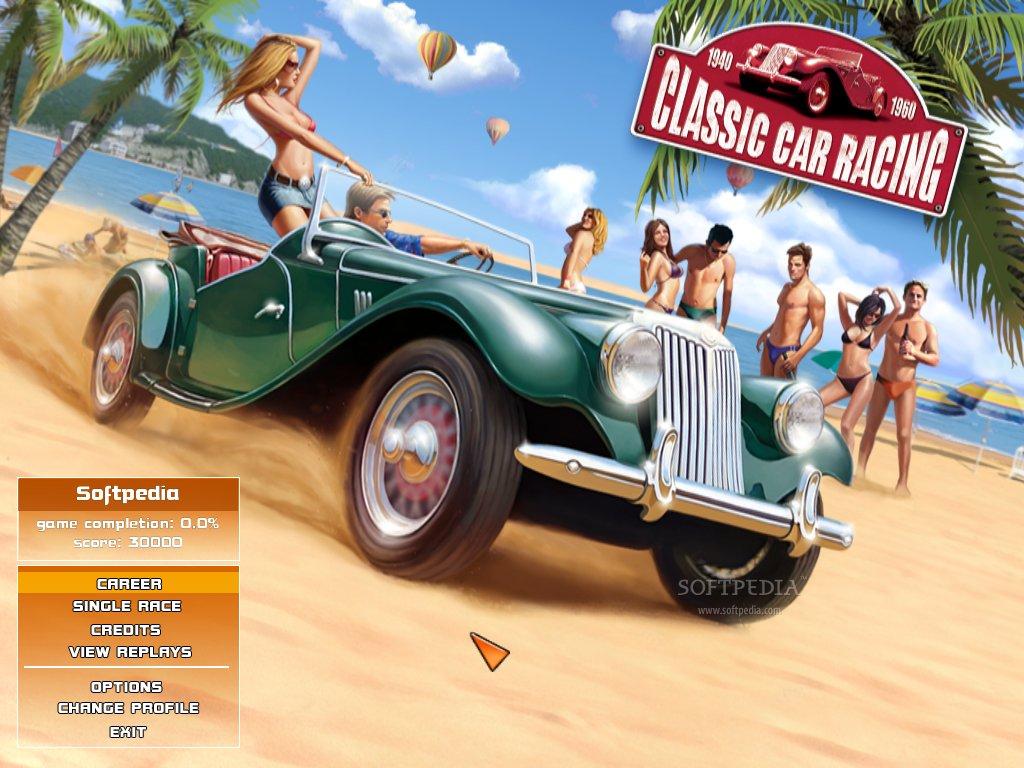 1940
1960
CLASSIC CAR RACING
Softpedia
game completion: 0.0%
score: 30000
CAREER
SINGLE RACE
CREDITS
VIEW REPLAYS
OPTIONS
CHANGE PROFILE
EXIT
SOFTPEDIA
www.softpedia.com